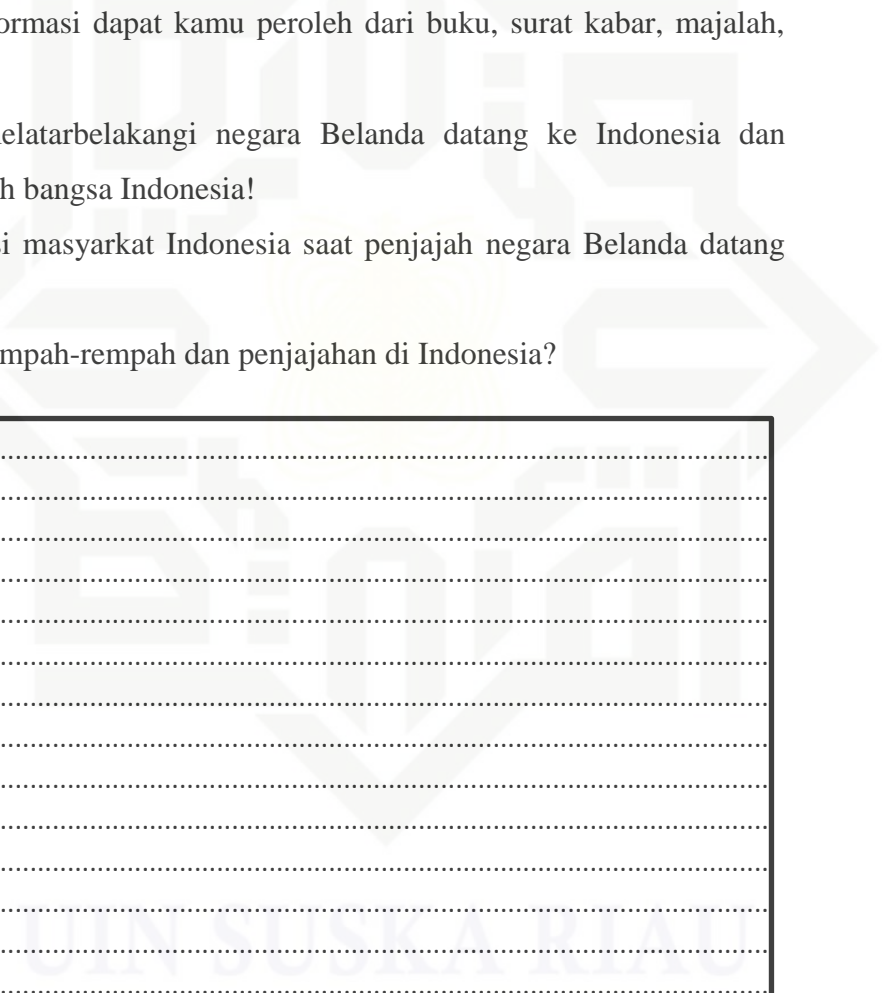 ormasi dapat kamu peroleh dari buku, surat kabar, majalah,
elatarbelakangi negara Belanda datang ke Indonesia dan
h bangsa Indonesia!
i masyarkat Indonesia saat penjajah negara Belanda datang
mpah-rempah dan penjajahan di Indonesia?
UIN SUSKA RIAU